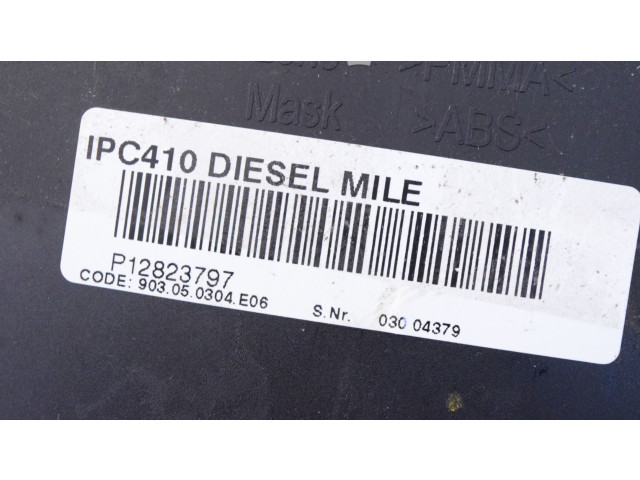 >PMMA<
Mask >ABS<
IPC410 DIESEL MILE
P12823797
CODE: 903.05.0304.E06 S.Nr. 030 04379